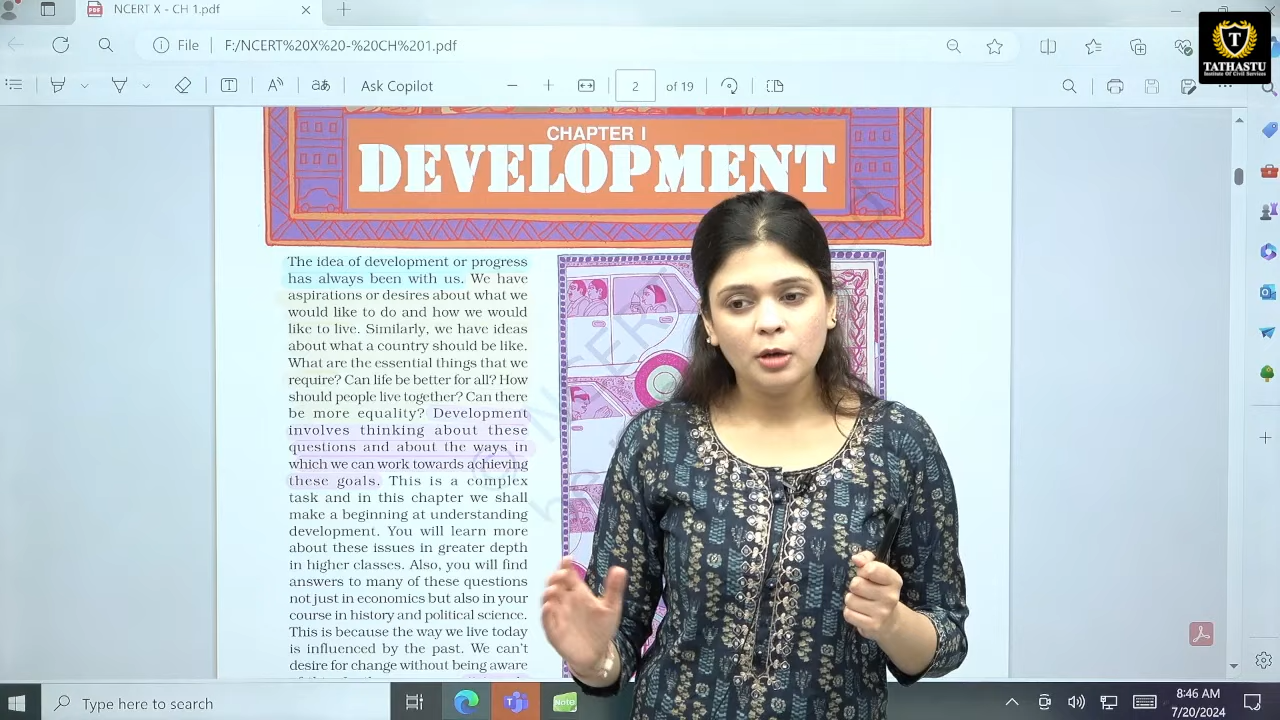 NCERT X - CH 1.pdf
File
F:/NCERT%20X%20-%20CH%201.pdf
T
TATHASTU
Institute Of Civil Services
Ask Copilot
2
of 19
CHAPTER I
DEVELOPMENT
The idea of development or progress
has always been with us. We have
aspirations or desires about what we
would like to do and how we would
like to live. Similarly, we have ideas
about what a country should be like.
What are the essential things that we
require? Can life be better for all? How
should people live together? Can there
be more equality? Development
involves thinking about these
questions and about the ways in
which we can work towards achieving
these goals. This is a complex
task and in this chapter we shall
make a beginning at understanding
development. You will learn more
about these issues in greater depth
in higher classes. Also, you will find
answers to many of these questions
not just in economics but also in your
course in history and political science.
This is because the way we live today
is influenced by the past. We can't
desire for change without being aware
Type here to search
Note
8:46 AM
7/20/2024